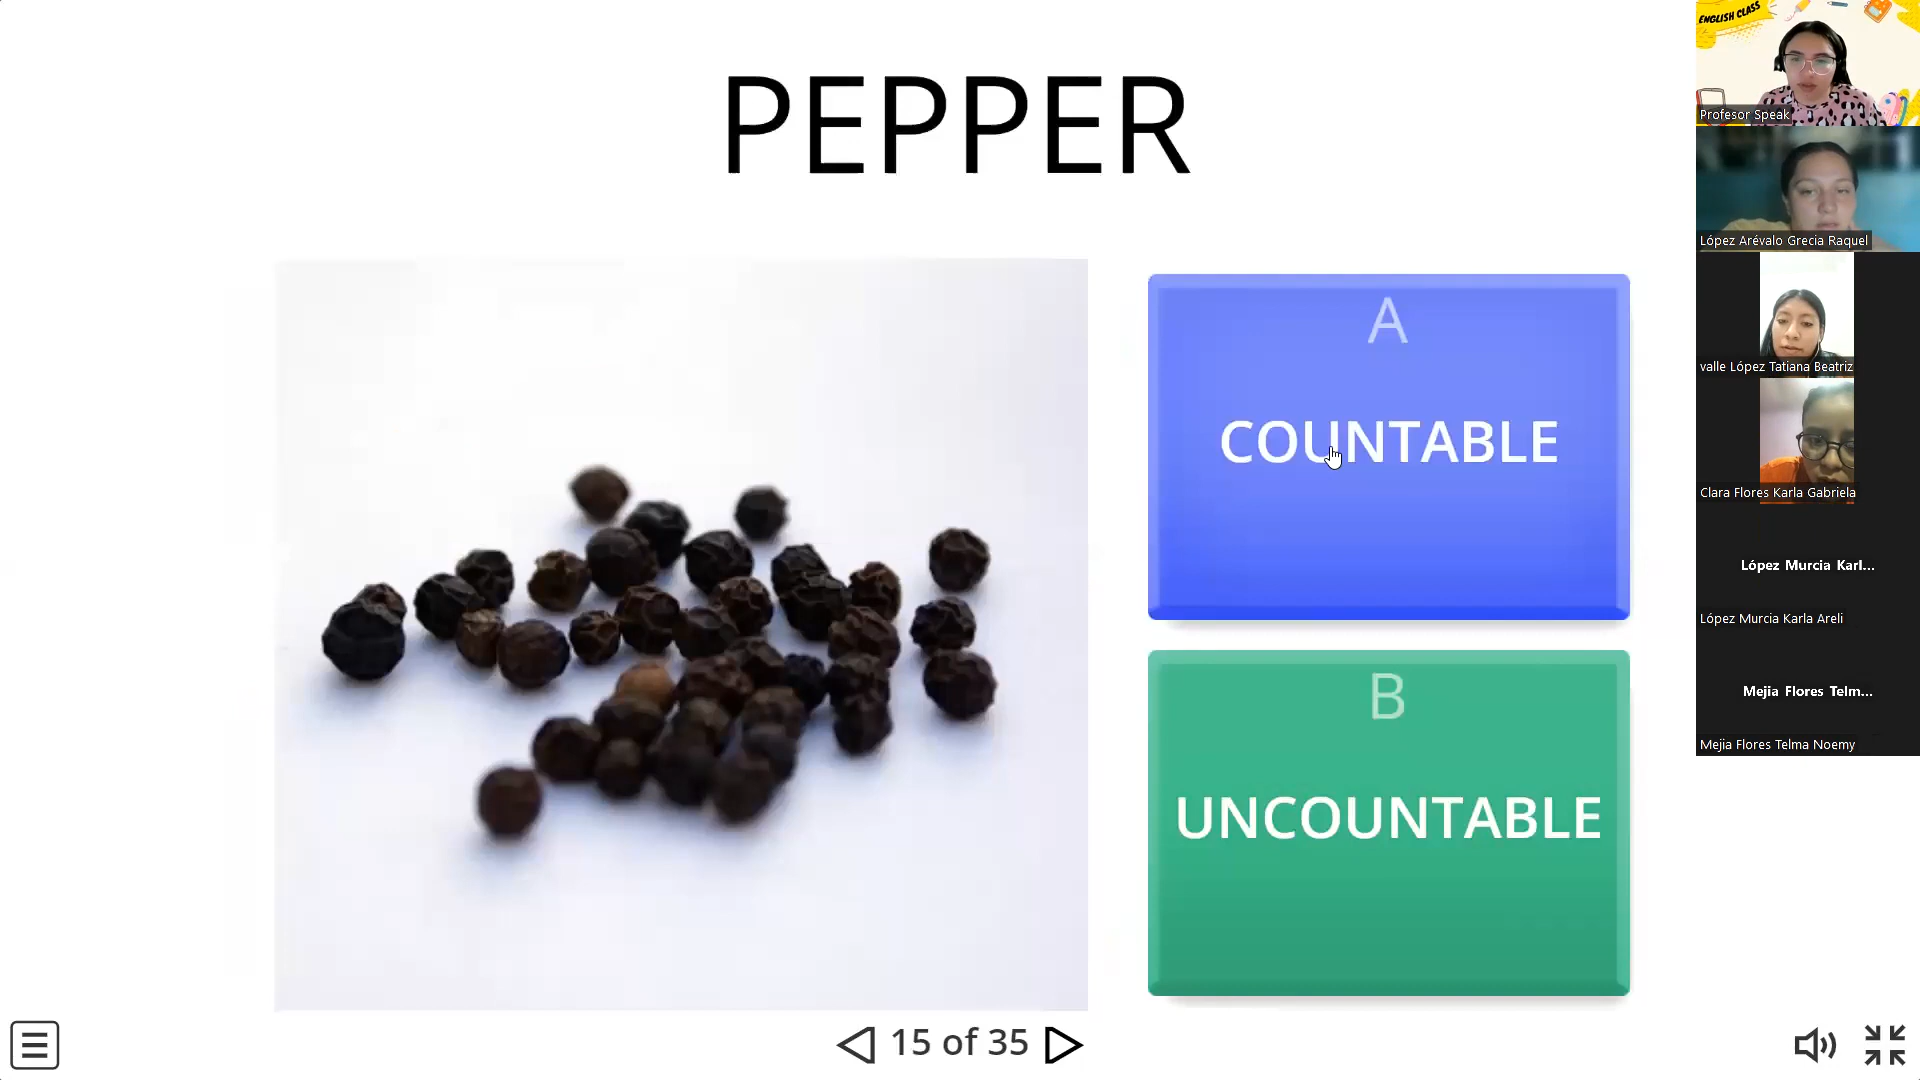 PEPPER
A
COUNTABLE
B
UNCOUNTABLE
15 of 35
ENGLISH CLASS
Profesor Speak
López Arévalo Grecia Raquel
valle López Tatiana Beatriz
Clara Flores Karla Gabriela
López Murcia Karl...
López Murcia Karla Areli
Mejia Flores Telm...
Mejia Flores Telma Noemy